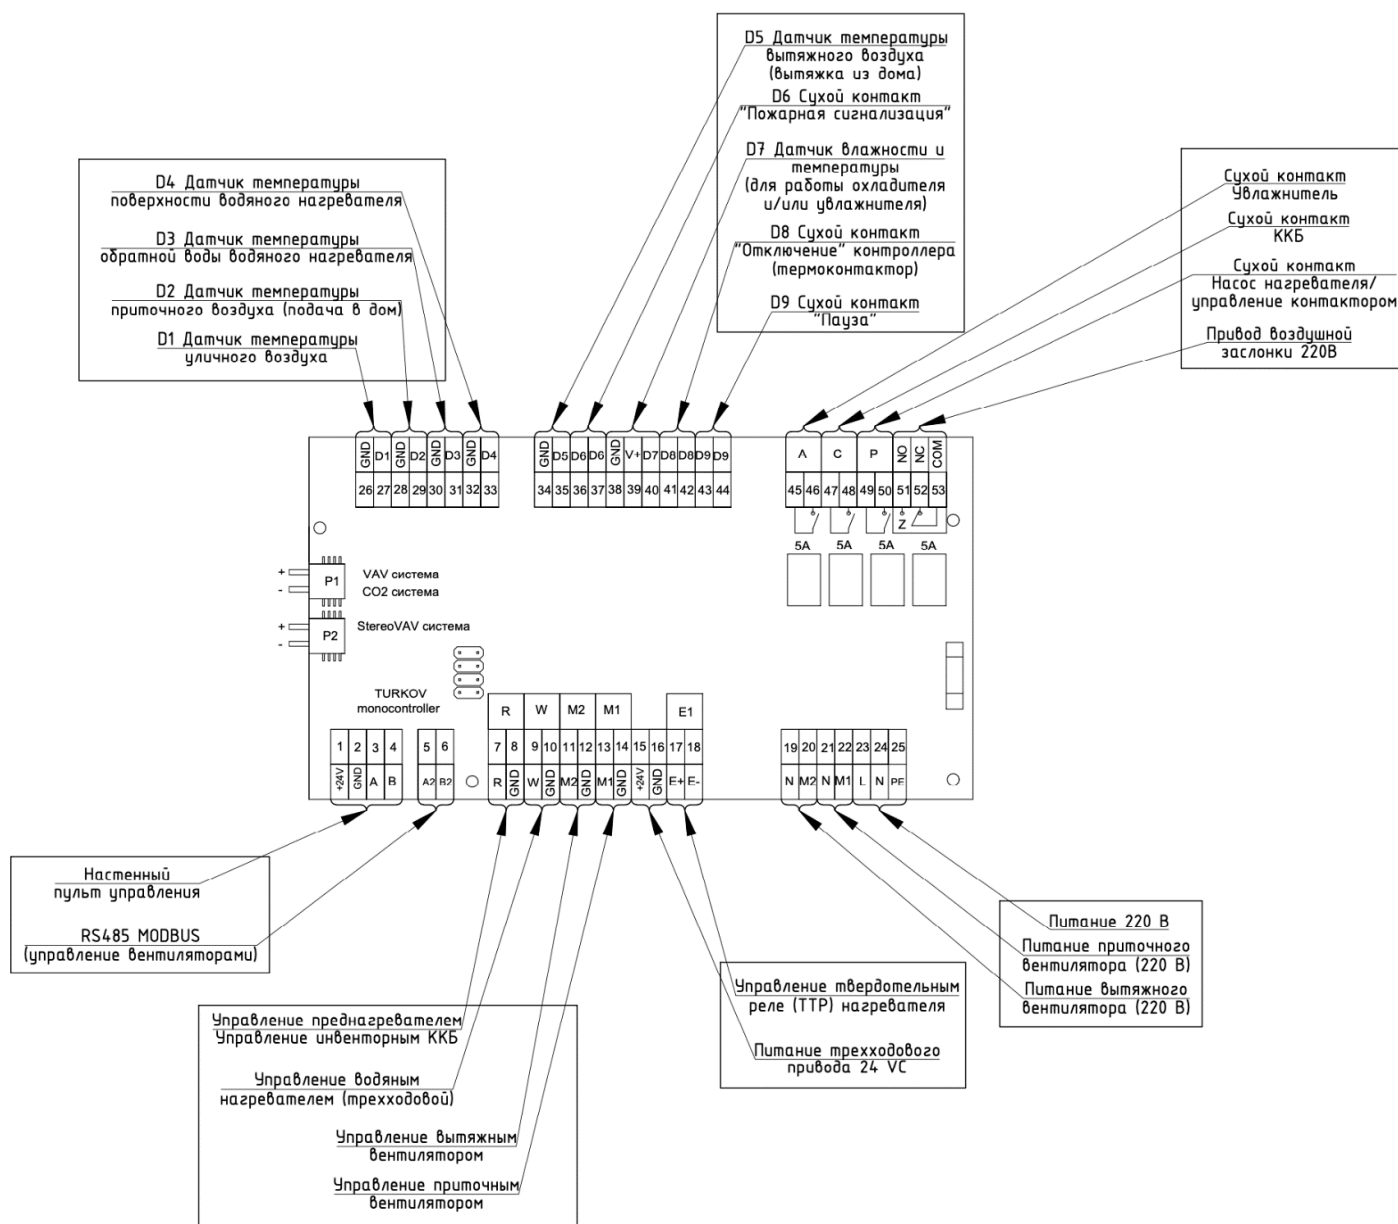 D5 Датчик температуры
вытяжного воздуха
(вытяжка из дома)
D6 Сухой контакт
"Пожарная сигнализация"
D7 Датчик влажности и
температуры
(для работы охладителя
и/или увлажнителя)
D8 Сухой контакт
"Отключение" контроллера
(термоконтактор)
D9 Сухой контакт
"Пауза"
D4 Датчик температуры
поверхности водяного нагревателя
D3 Датчик температуры
обратной воды водяного нагревателя
D2 Датчик температуры
приточного воздуха (подача в дом)
D1 Датчик температуры
уличного воздуха
Сухой контакт
Увлажнитель
Сухой контакт
ККБ
Сухой контакт
Насос нагревателя/
управление контактором
Привод воздушной
заслонки 220В
GND D1 GND D2 GND D3 GND D4
26 27 28 29 30 31 32 33
GND D5 D6 D6 GND V+ D7 D8 D8 D9 D9
34 35 36 37 38 39 40 41 42 43 44
Λ C P NO NC COM
45 46 47 48 49 50 51 52 53
Z
5A 5A 5A 5A
+
-
P1
VAV система
CO2 система
+
-
P2
StereoVAV система
TURKOV
monocontroller
R W M2 M1 E1
1 2 3 4 5 6 7 8 9 10 11 12 13 14 15 16 17 18
+24V GND A B A2 B2 R GND W GND M2 GND M1 GND +24V GND E+ E-
19 20 21 22 23 24 25
N M2 N M1 L N PE
Настенный
пульт управления
RS485 MODBUS
(управление вентиляторами)
Управление преднагревателем
Управление инвенторным ККБ
Управление водяным
нагревателем (трехходовой)
Управление вытяжным
вентилятором
Управление приточным
вентилятором
Управление твердотельным
реле (ТТР) нагревателя
Питание трехходового
привода 24 VC
Питание 220 В
Питание приточного
вентилятора (220 В)
Питание вытяжного
вентилятора (220 В)